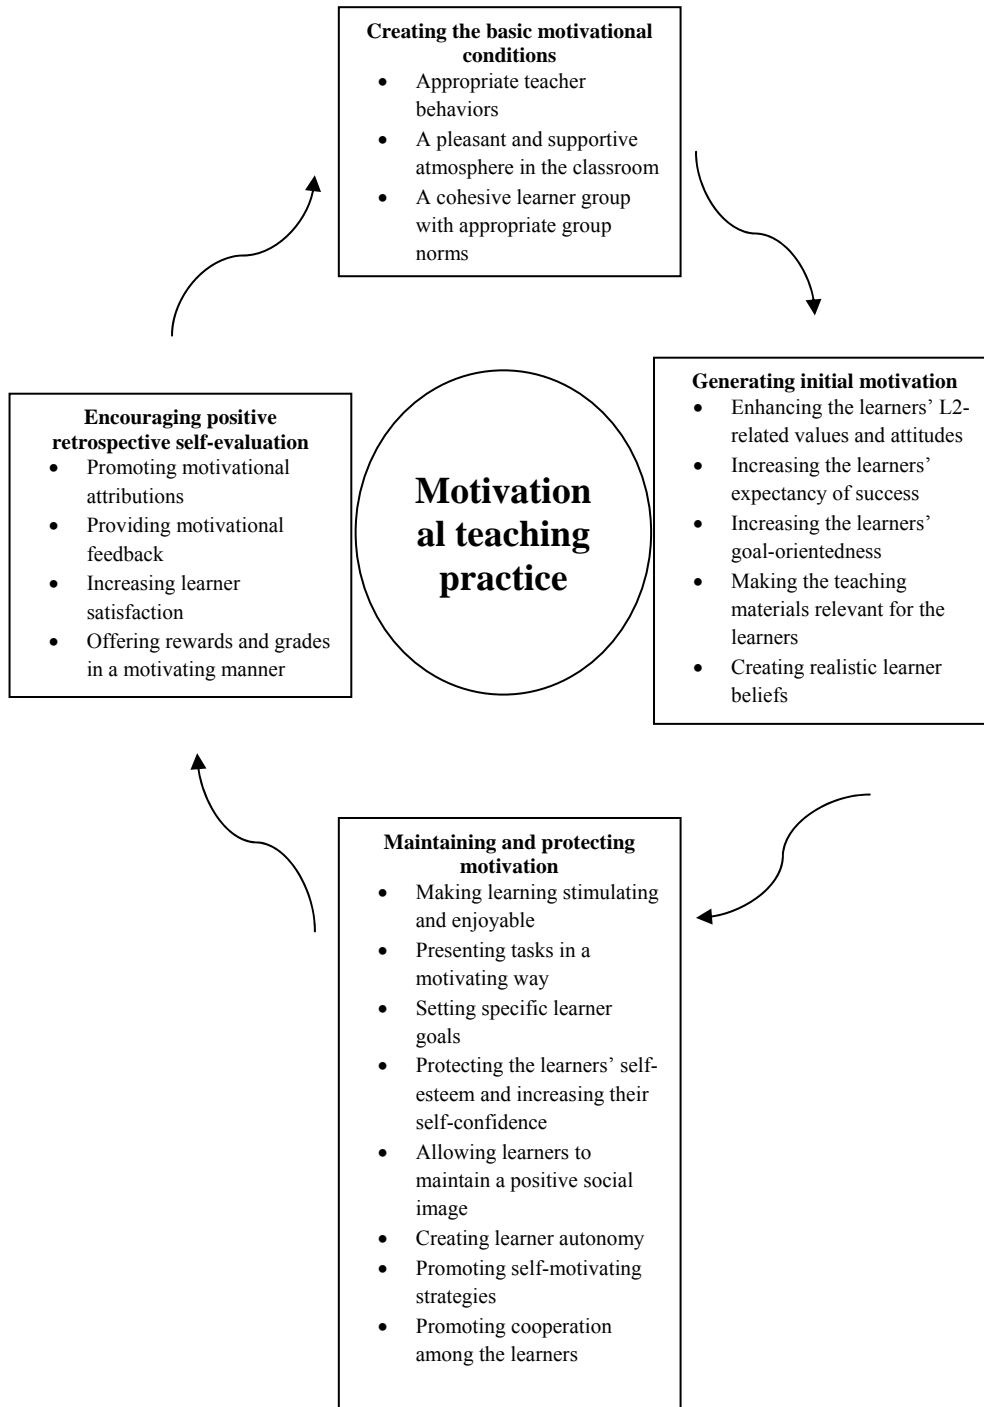 Creating the basic motivational
conditions
• Appropriate teacher
behaviors
• A pleasant and supportive
atmosphere in the classroom
• A cohesive learner group
with appropriate group
norms
Generating initial motivation
• Enhancing the learners’ L2-
related values and attitudes
• Increasing the learners’
expectancy of success
• Increasing the learners’
goal-orientedness
• Making the teaching
materials relevant for the
learners
• Creating realistic learner
beliefs
Encouraging positive
retrospective self-evaluation
• Promoting motivational
attributions
• Providing motivational
feedback
• Increasing learner
satisfaction
• Offering rewards and grades
in a motivating manner
Motivation
al teaching
practice
Maintaining and protecting
motivation
• Making learning stimulating
and enjoyable
• Presenting tasks in a
motivating way
• Setting specific learner
goals
• Protecting the learners’ self-
esteem and increasing their
self-confidence
• Allowing learners to
maintain a positive social
image
• Creating learner autonomy
• Promoting self-motivating
strategies
• Promoting cooperation
among the learners